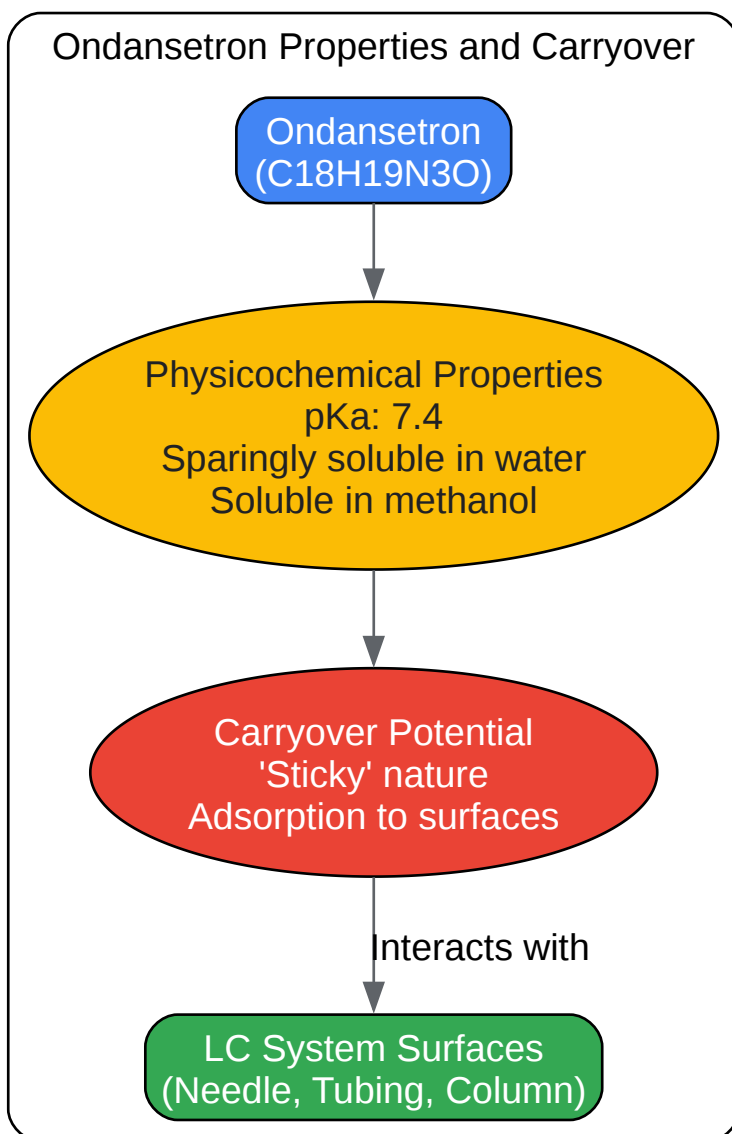 Ondansetron Properties and Carryover
Ondansetron
(C18H19N3O)
Physicochemical Properties
pKa: 7.4
Sparingly soluble in water
Soluble in methanol
Carryover Potential
'Sticky' nature
Adsorption to surfaces
Interacts with
LC System Surfaces
(Needle, Tubing, Column)